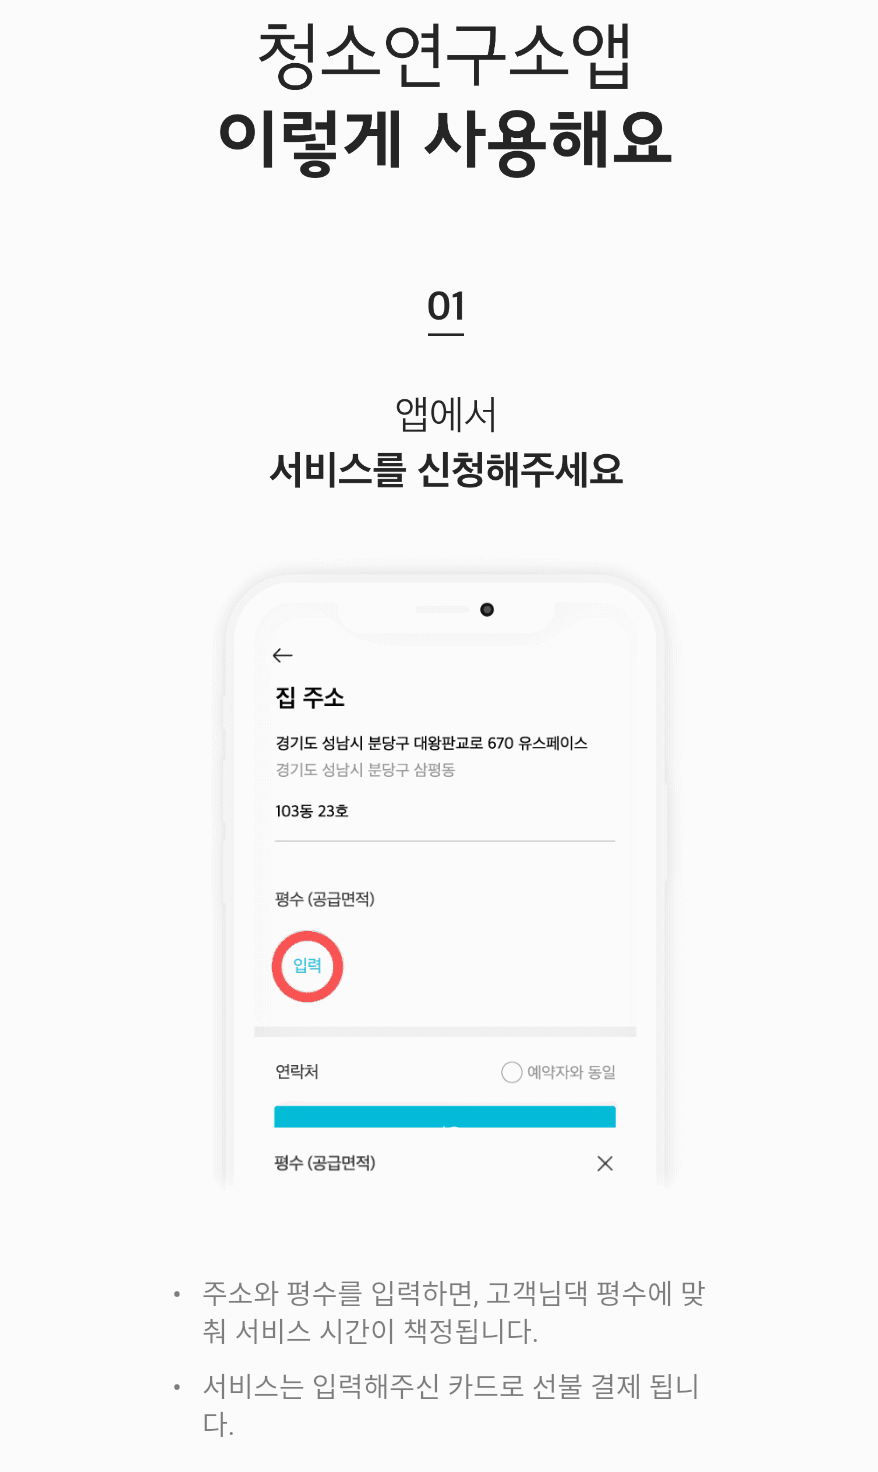 청소연구소앱
이렇게 사용해요
01
앱에서
서비스를 신청해주세요
집 주소
경기도 성남시 분당구 대왕판교로 670 유스페이스
경기도 성남시 분당구 삼평동
103동 23호
평수 (공급면적)
입력
연락처 예약자와 동일
평수 (공급면적)
• 주소와 평수를 입력하면, 고객님댁 평수에 맞
춰 서비스 시간이 책정됩니다.
• 서비스는 입력해주신 카드로 선불 결제 됩니
다.